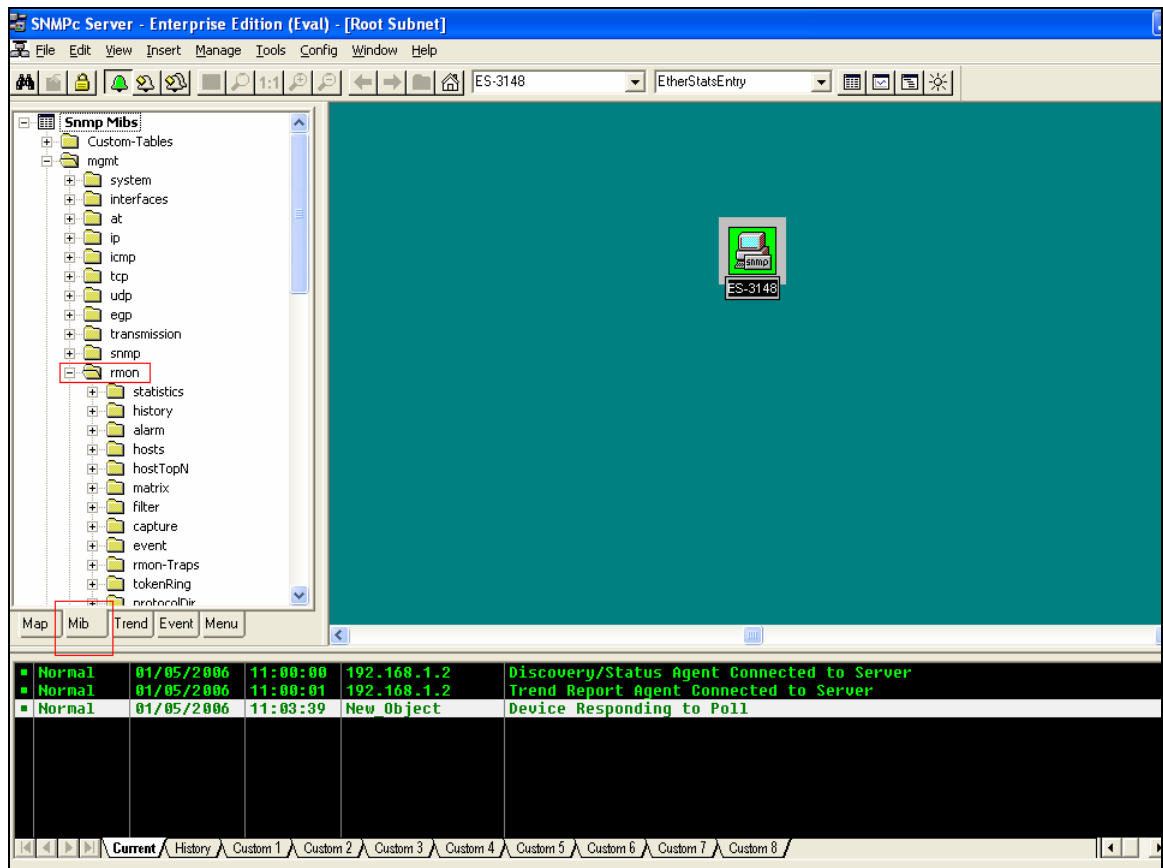 SNMPc Server - Enterprise Edition (Eval) - [Root Subnet]
File Edit View Insert Manage Tools Config Window Help
1:1 ES-3148 EtherStatsEntry
Snmp Mibs
Custom-Tables
mgmt
system
interfaces
at
ip
icmp
tcp
udp
egp
transmission
snmp
rmon
statistics
history
alarm
hosts
hostTopN
matrix
filter
capture
event
rmon-Traps
tokenRing
protocolDir
Map Mib Trend Event Menu
snmp
ES-3148
Normal 01/05/2006 11:00:00 192.168.1.2 Discovery/Status Agent Connected to Server
Normal 01/05/2006 11:00:01 192.168.1.2 Trend Report Agent Connected to Server
Normal 01/05/2006 11:03:39 New_Object Device Responding to Poll
Current History Custom 1 Custom 2 Custom 3 Custom 4 Custom 5 Custom 6 Custom 7 Custom 8